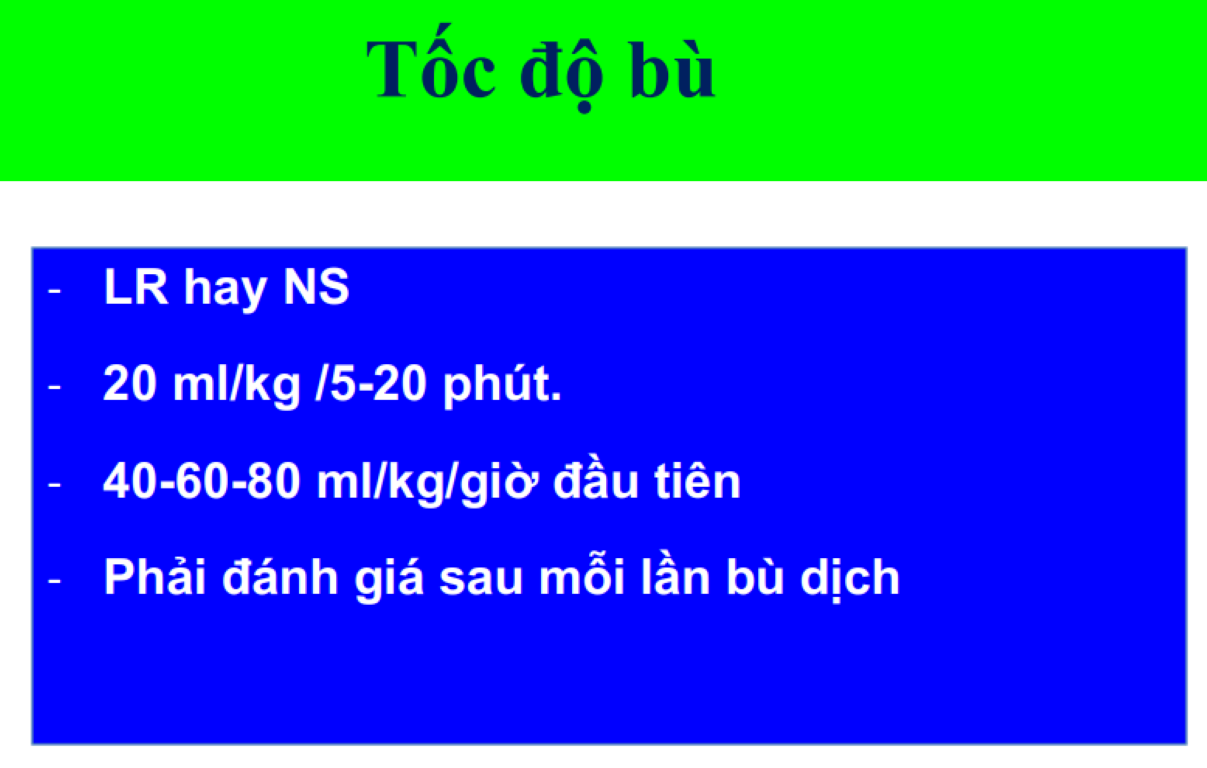 Tốc độ bù
- LR hay NS
- 20 ml/kg /5-20 phút.
- 40-60-80 ml/kg/giờ đầu tiên
- Phải đánh giá sau mỗi lần bù dịch